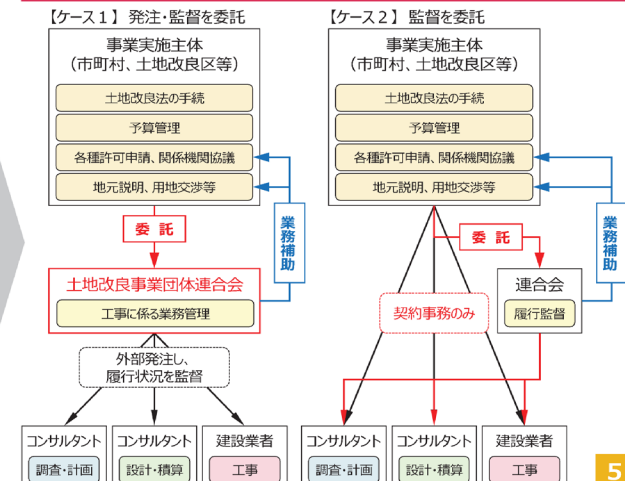 【ケース１】発注・監督を委託
事業実施主体
（市町村、土地改良区等）
土地改良法の手続
予算管理
各種許可申請、関係機関協議
地元説明、用地交渉等
委 託
業務補助
土地改良事業団体連合会
工事に係る業務管理
外部発注し、
履行状況を監督
コンサルタント
調査・計画
コンサルタント
設計・積算
建設業者
工事
【ケース２】監督を委託
事業実施主体
（市町村、土地改良区等）
土地改良法の手続
予算管理
各種許可申請、関係機関協議
地元説明、用地交渉等
委 託
業務補助
連合会
履行監督
契約事務のみ
コンサルタント
調査・計画
コンサルタント
設計・積算
建設業者
工事
5